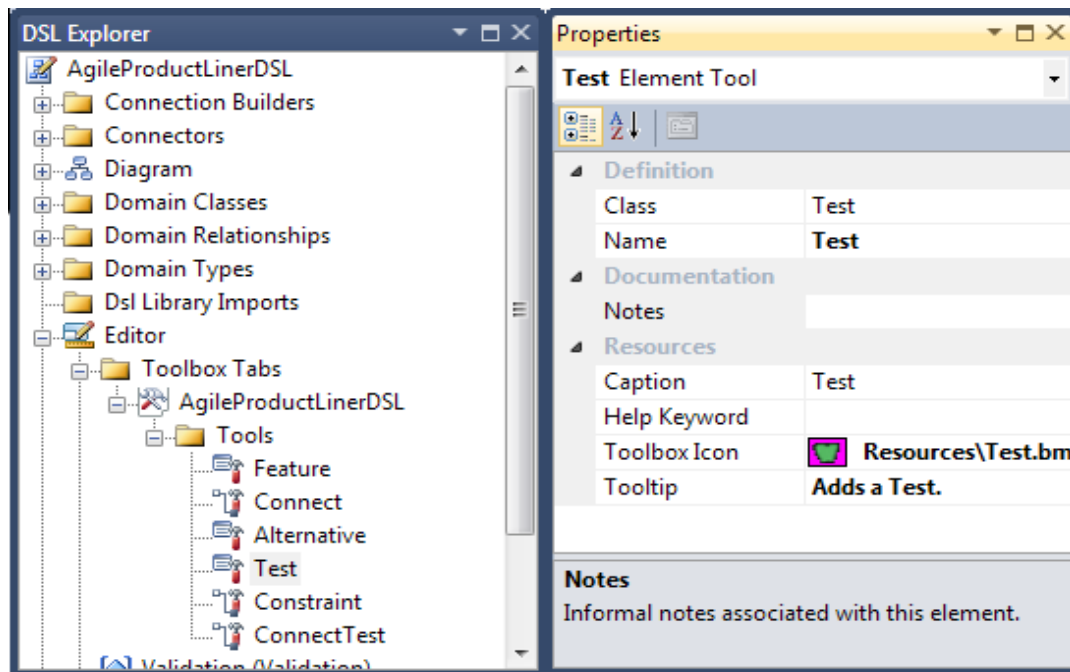 DSL Explorer
AgileProductLinerDSL
Connection Builders
Connectors
Diagram
Domain Classes
Domain Relationships
Domain Types
Dsl Library Imports
Editor
Toolbox Tabs
AgileProductLinerDSL
Tools
Feature
Connect
Alternative
Test
Constraint
ConnectTest
Validation (Validation)
Properties
Test Element Tool
Definition
Class Test
Name Test
Documentation
Notes
Resources
Caption Test
Help Keyword
Toolbox Icon Resources\Test.bm
Tooltip Adds a Test.
Notes
Informal notes associated with this element.